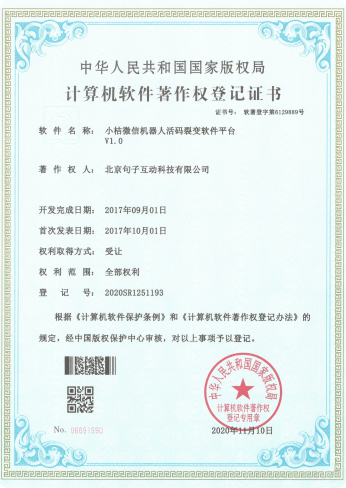 中华人民共和国国家版权局
计算机软件著作权登记证书
证书号： 软著登字第6129889号
软件名称： 小桔微信机器人活码裂变软件平台
V1.0
著作权人： 北京句子互动科技有限公司
开发完成日期： 2017年09月01日
首次发表日期： 2017年10月01日
权利取得方式： 受让
权利范围： 全部权利
登记号： 2020SR1251193
根据《计算机软件保护条例》和《计算机软件著作权登记办法》的
规定，经中国版权保护中心审核，对以上事项予以登记。
中华人民共和国国家版权局
计算机软件著作权
登记专用章
No. 06691590
2020年11月10日